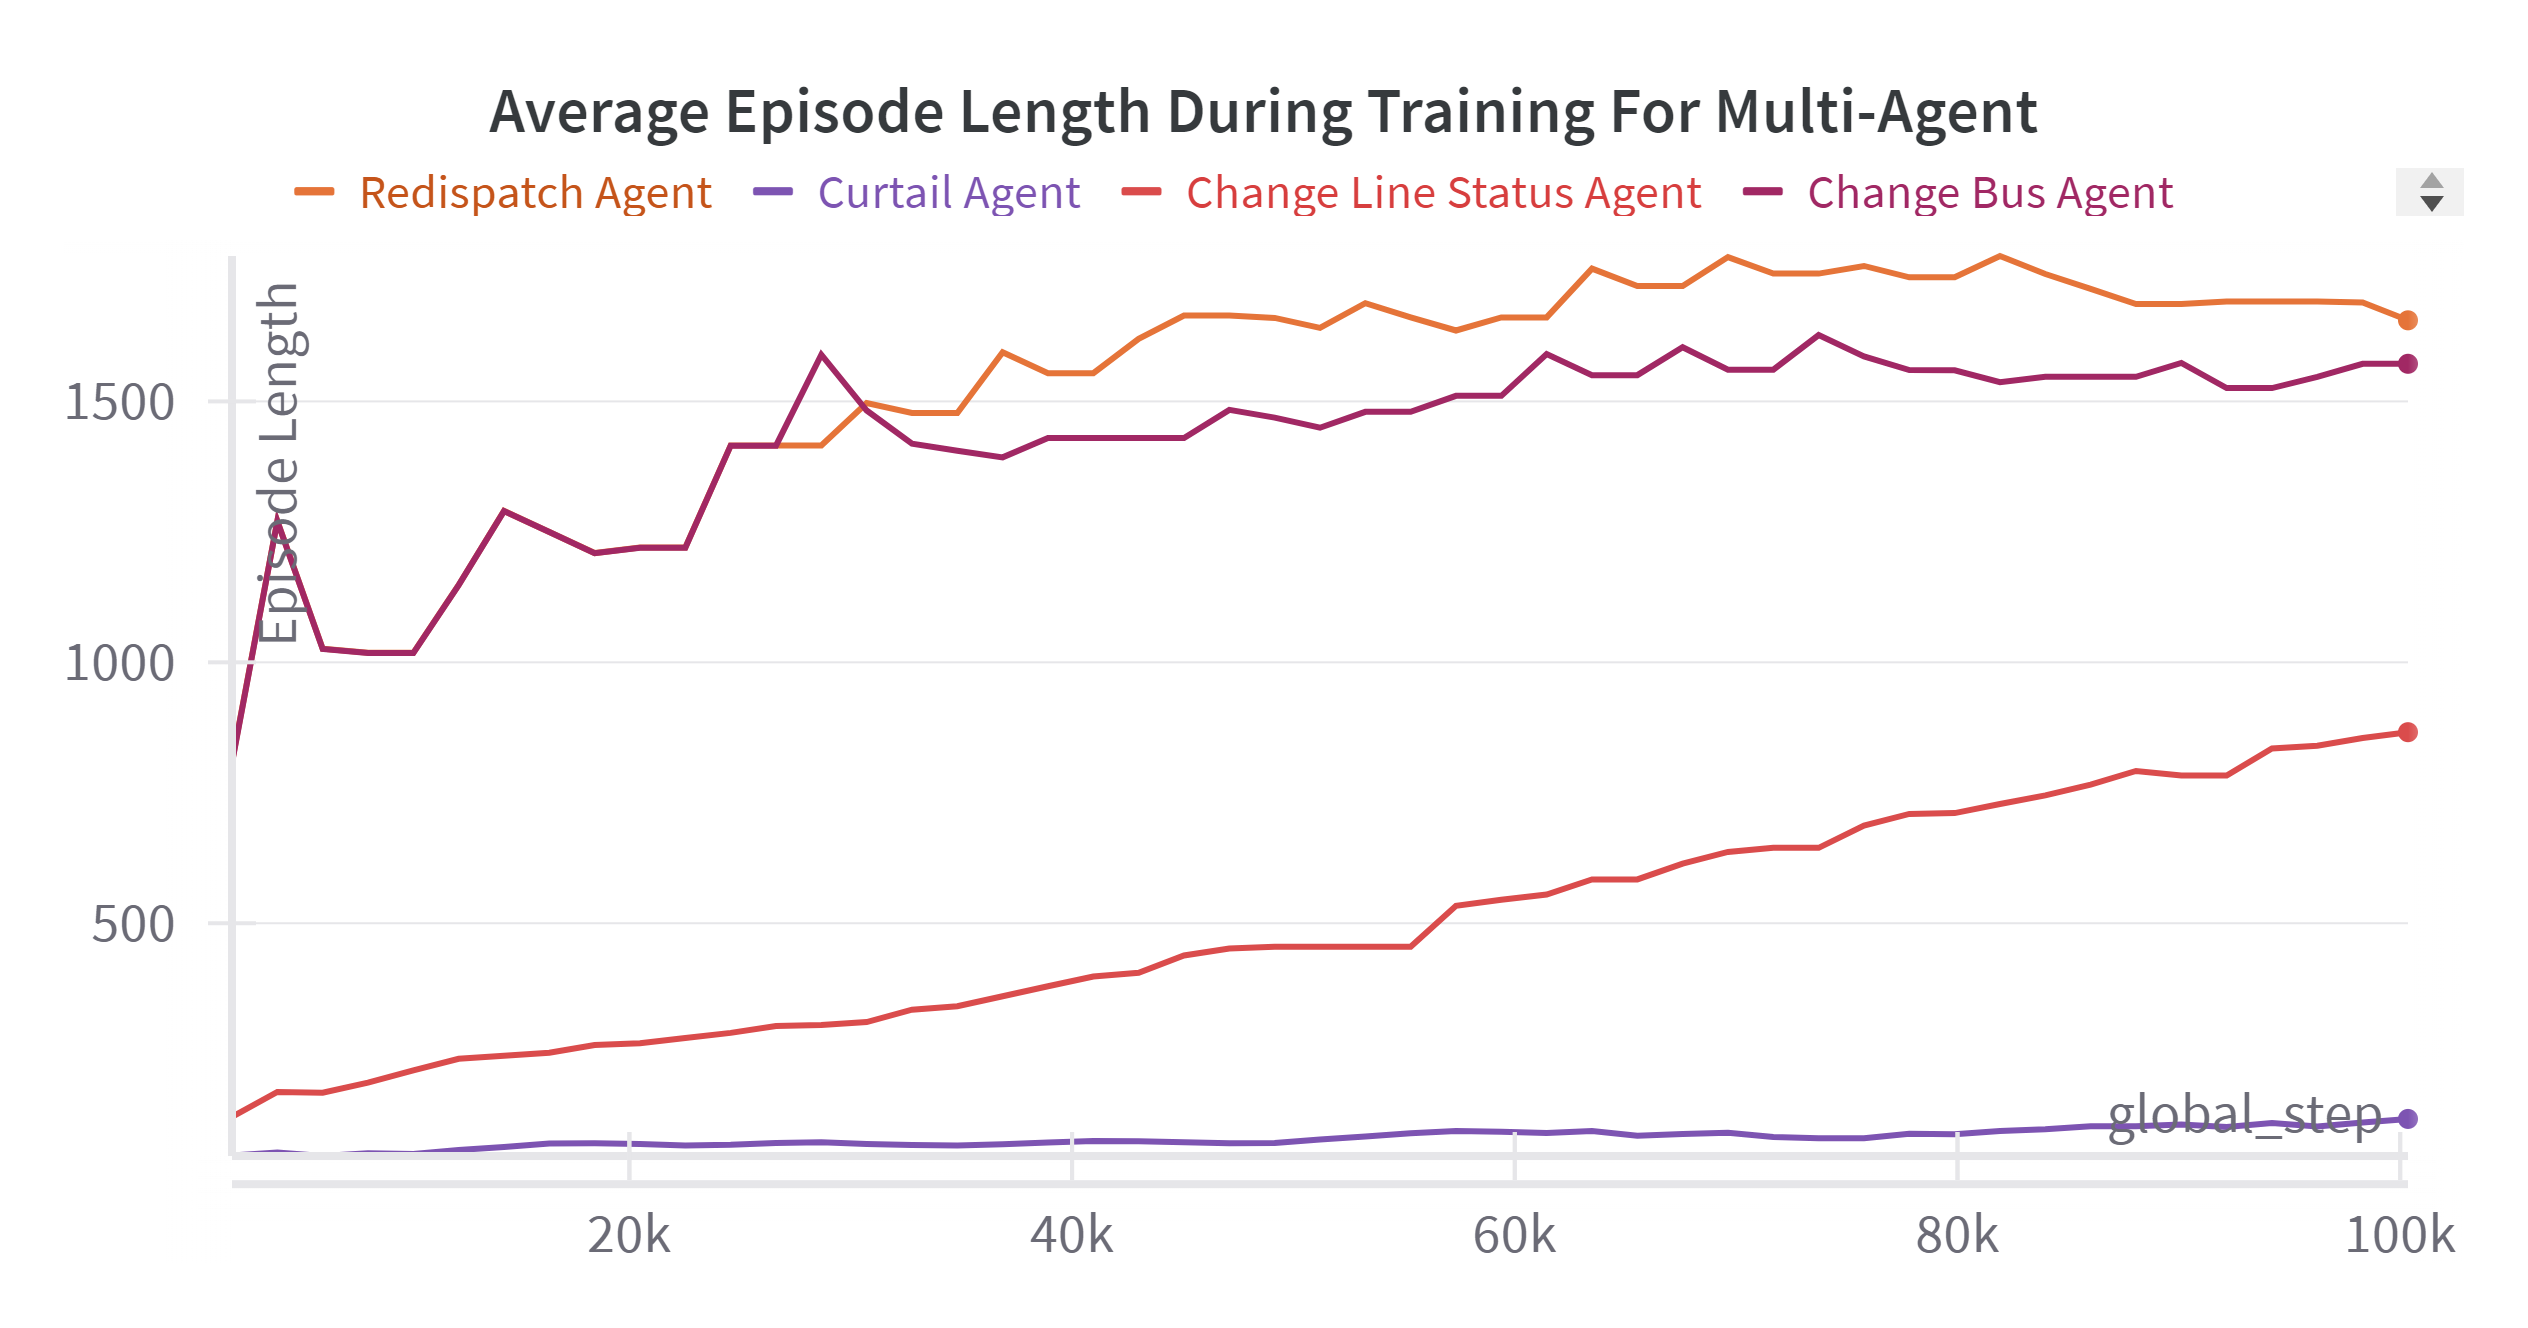 Average Episode Length During Training For Multi-Agent
Redispatch Agent Curtail Agent Change Line Status Agent Change Bus Agent
Episode Length
1500
1000
500
global_step
20k 40k 60k 80k 100k